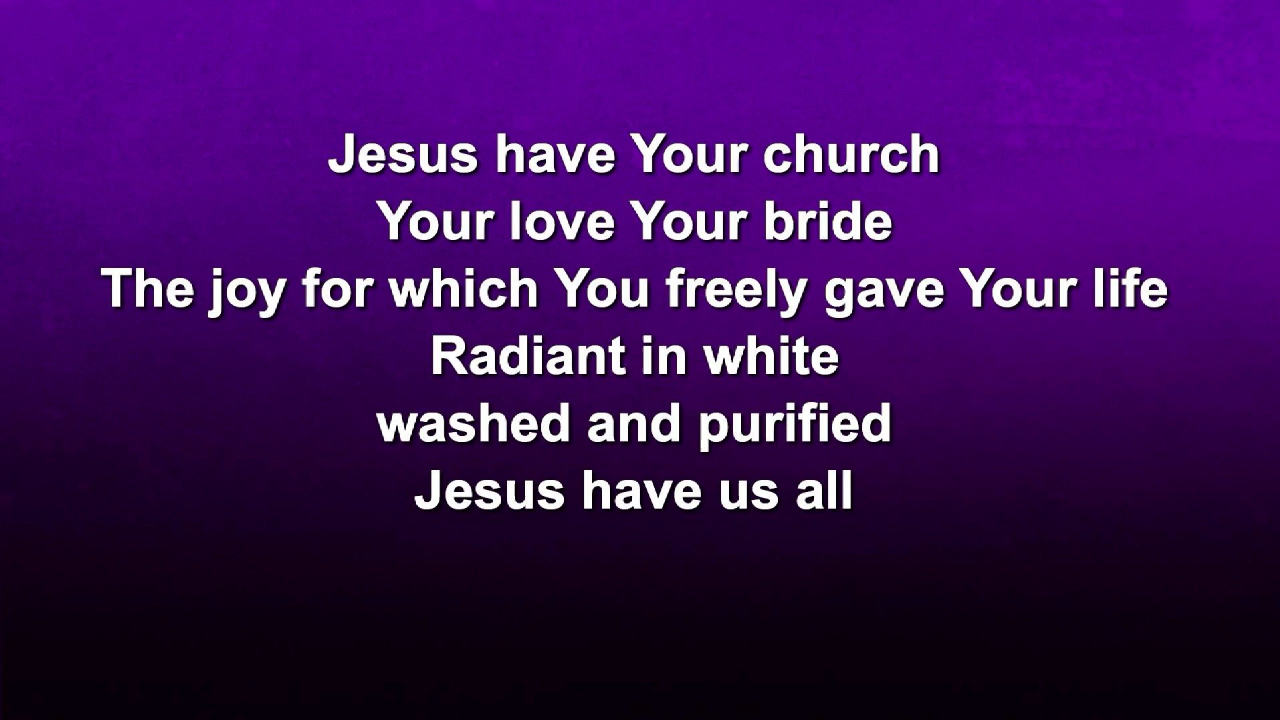 Jesus have Your church
Your love Your bride
The joy for which You freely gave Your life
Radiant in white
washed and purified
Jesus have us all